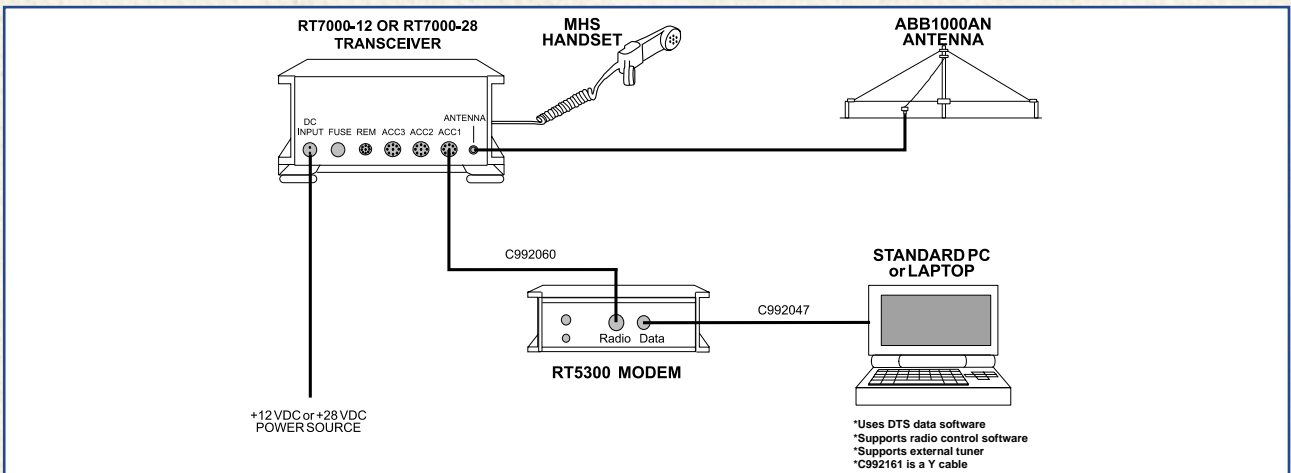 RT7000-12 OR RT7000-28
TRANSCEIVER
MHS
HANDSET
ABB1000AN
ANTENNA
DC
INPUT FUSE REM ACC3 ACC2 ACC1
ANTENNA
C992060
STANDARD PC
or LAPTOP
C992047
Radio Data
RT5300 MODEM
+12 VDC or +28 VDC
POWER SOURCE
*Uses DTS data software
*Supports radio control software
*Supports external tuner
*C992161 is a Y cable